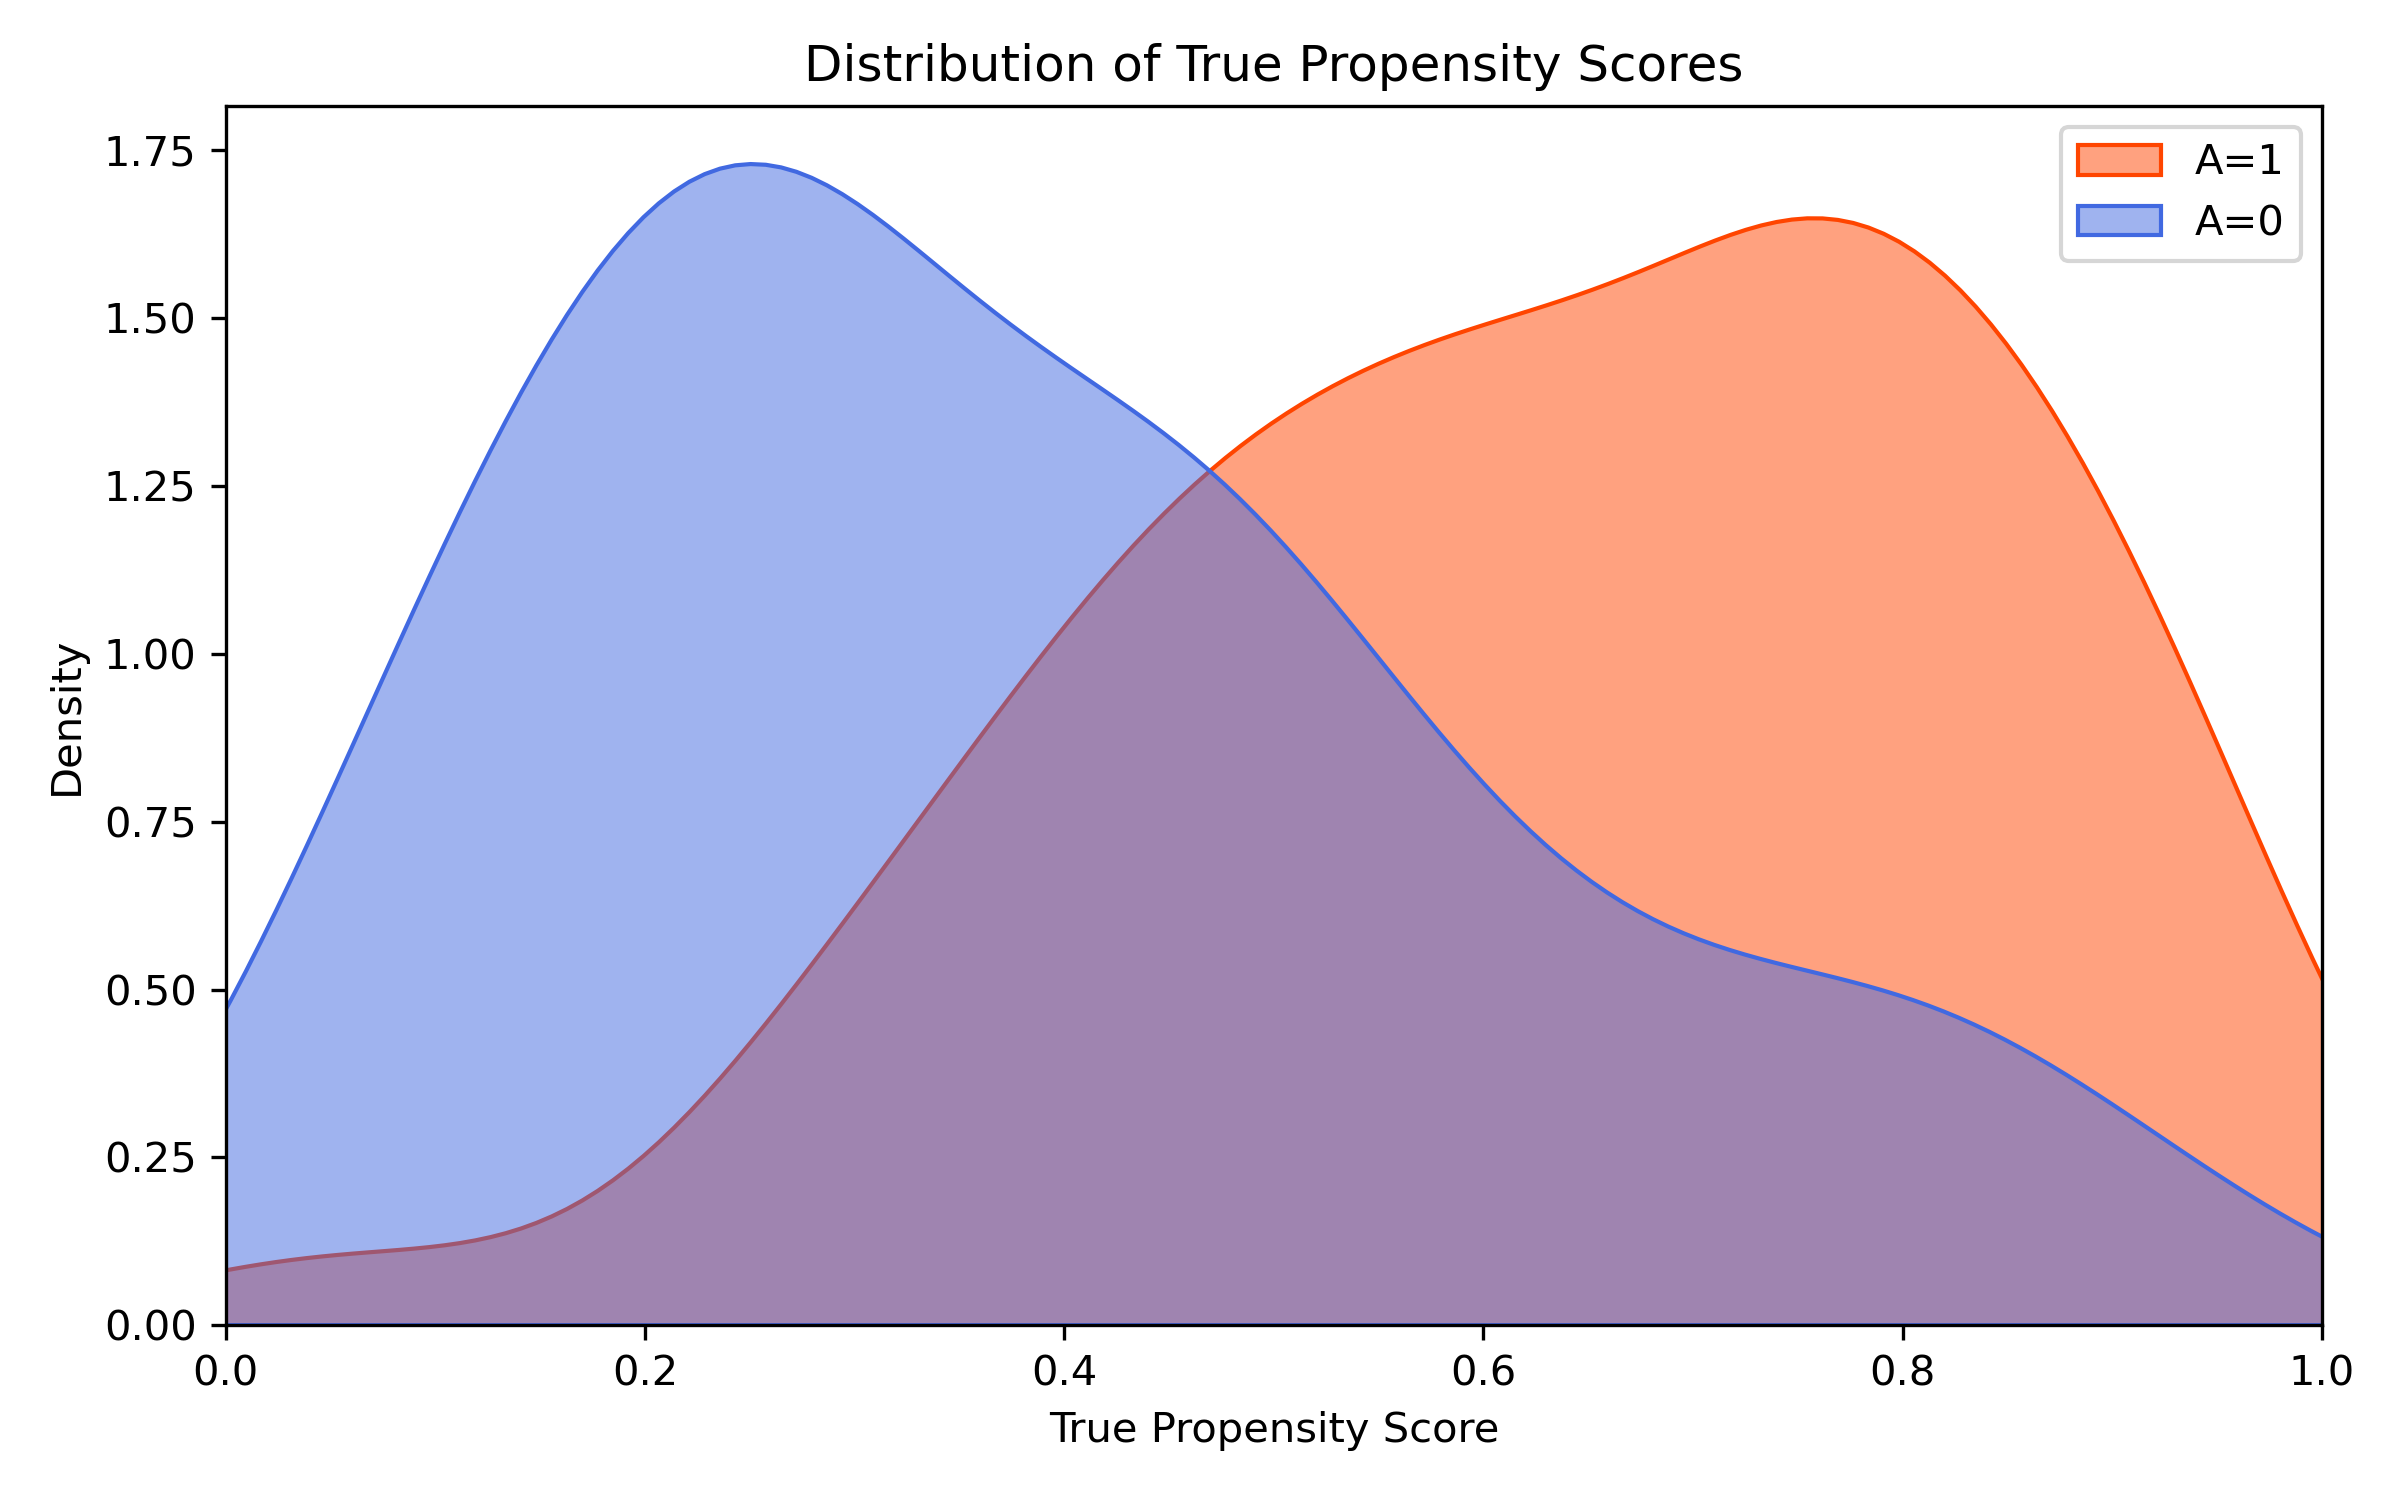 Distribution of True Propensity Scores
A=1
A=0
Density
1.75
1.50
1.25
1.00
0.75
0.50
0.25
0.00
0.0 0.2 0.4 0.6 0.8 1.0
True Propensity Score